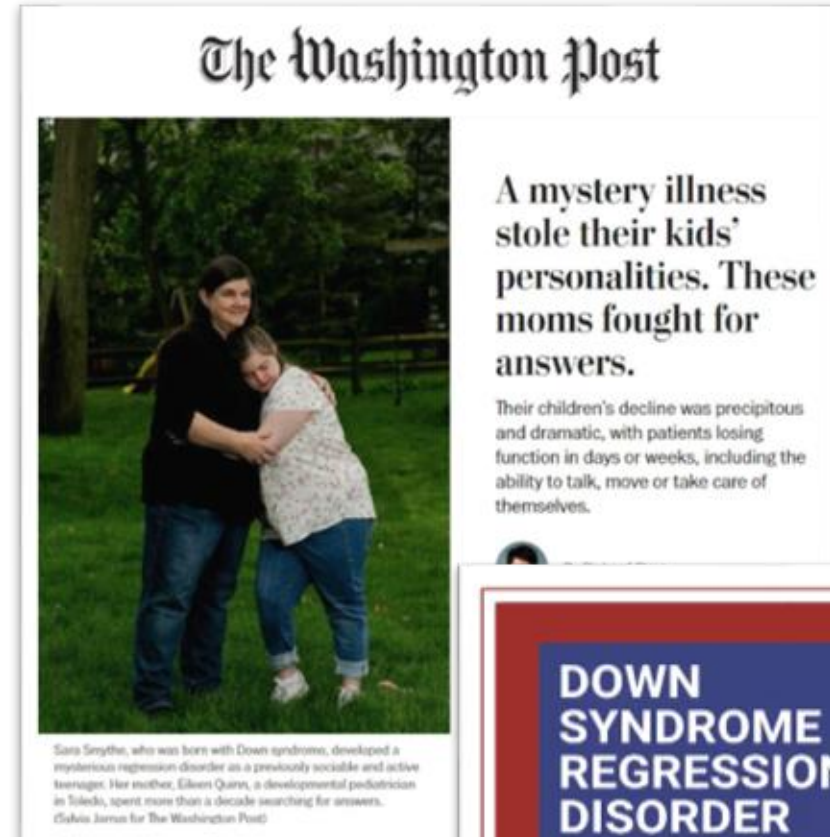 The Washington Post
A mystery illness
stole their kids'
personalities. These
moms fought for
answers.
Their children's decline was precipitous
and dramatic, with patients losing
function in days or weeks, including the
ability to talk, move or take care of
themselves.
Sara Smythe, who was born with Down syndrome, developed a
mysterious regression disorder as a previously sociable and active
teenager. Her mother, Eileen Quinn, a developmental pediatrician
in Toledo, spent more than a decade searching for answers.
(Sylvia Jarrus for The Washington Post)
DOWN
SYNDROME
REGRESSION
DISORDER